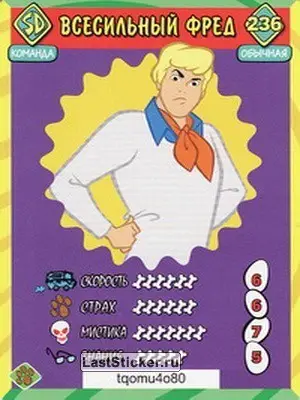 SD ВСЕСИЛЬНЫЙ ФРЕД 236
КОМАНДА ОБЫЧНАЯ
СКОРОСТЬ 6
СТРАХ 6
МИСТИКА 7
5
LastSticker.ru
tqomu4o80